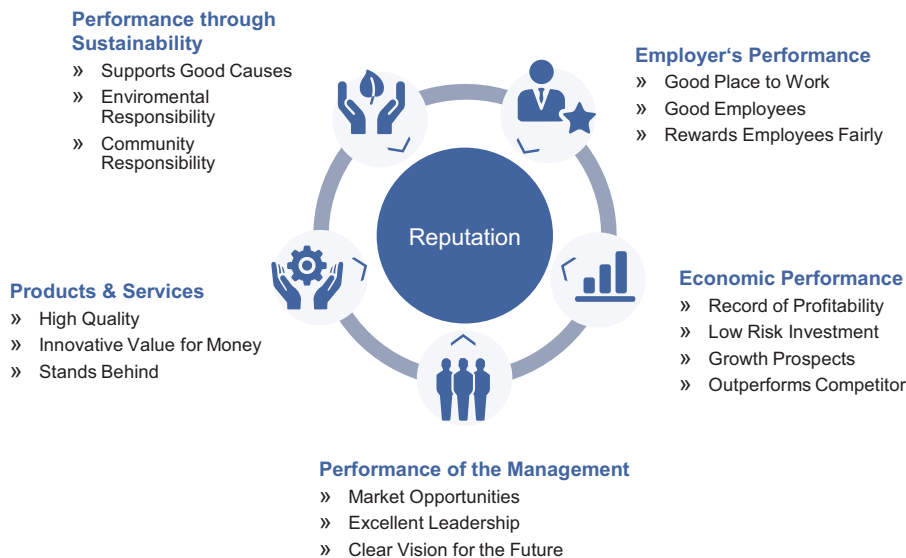 Performance through
Sustainability
» Supports Good Causes
» Enviromental
Responsibility
» Community
Responsibility
Employer‘s Performance
» Good Place to Work
» Good Employees
» Rewards Employees Fairly
Reputation
Products & Services
» High Quality
» Innovative Value for Money
» Stands Behind
Economic Performance
» Record of Profitability
» Low Risk Investment
» Growth Prospects
» Outperforms Competitor
Performance of the Management
» Market Opportunities
» Excellent Leadership
» Clear Vision for the Future